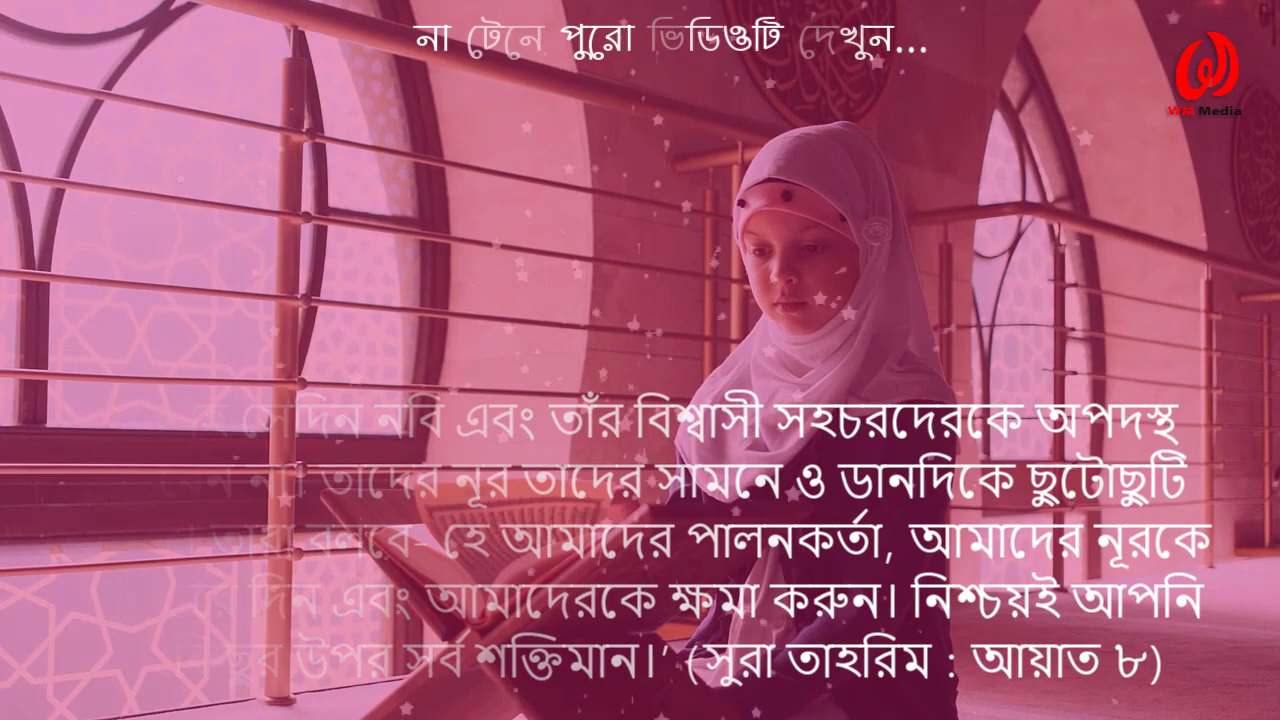 না টেনে পুরো ভিডিওটি দেখুন...
WM Media
সেদিন নবি এবং তাঁর বিশ্বাসী সহচরদেরকে অপদস্থ
না তাদের নূর তাদের সামনে ও ডানদিকে ছুটোছুটি
তারা বলবে- হে আমাদের পালনকর্তা, আমাদের নূরকে
দিন এবং আমাদেরকে ক্ষমা করুন। নিশ্চয়ই আপনি
উপর সর্ব শক্তিমান।’ (সুরা তাহরিম : আয়াত ৮)